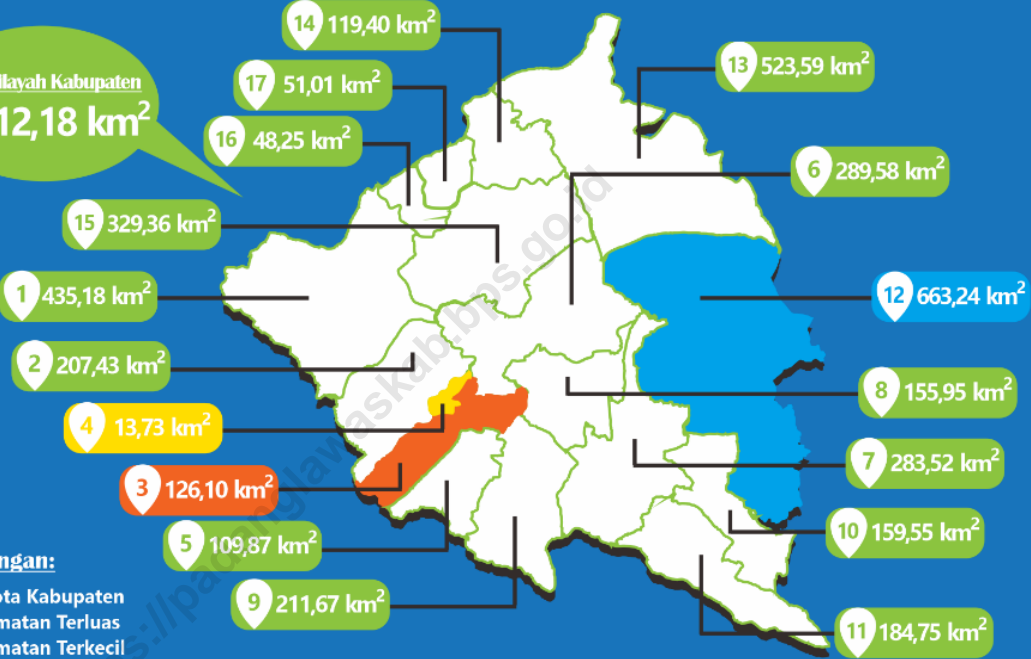 14 119,40 km²
17 51,01 km²
16 48,25 km²
15 329,36 km²
1 435,18 km²
2 207,43 km²
4 13,73 km²
3 126,10 km²
5 109,87 km²
9 211,67 km²
13 523,59 km²
6 289,58 km²
12 663,24 km²
8 155,95 km²
7 283,52 km²
10 159,55 km²
11 184,75 km²
ilayah Kabupaten
12,18 km²
ngan:
ota Kabupaten
matan Terluas
matan Terkecil
s://padanglawaskab.bps.go.id